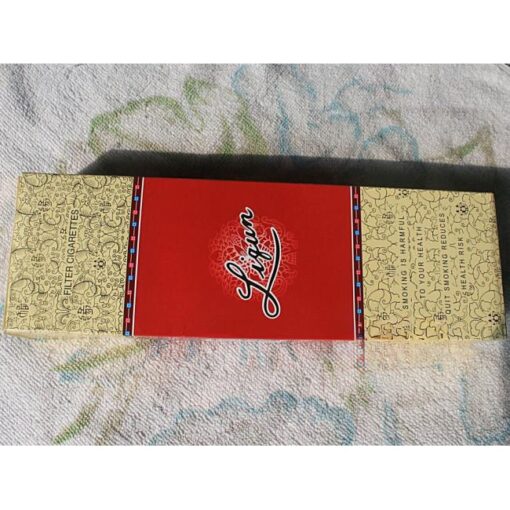 FILTER CIGARETTES
Liqun
SMOKING IS HARMFUL
TO YOUR HEALTH
QUIT SMOKING REDUCES
HEALTH RISK